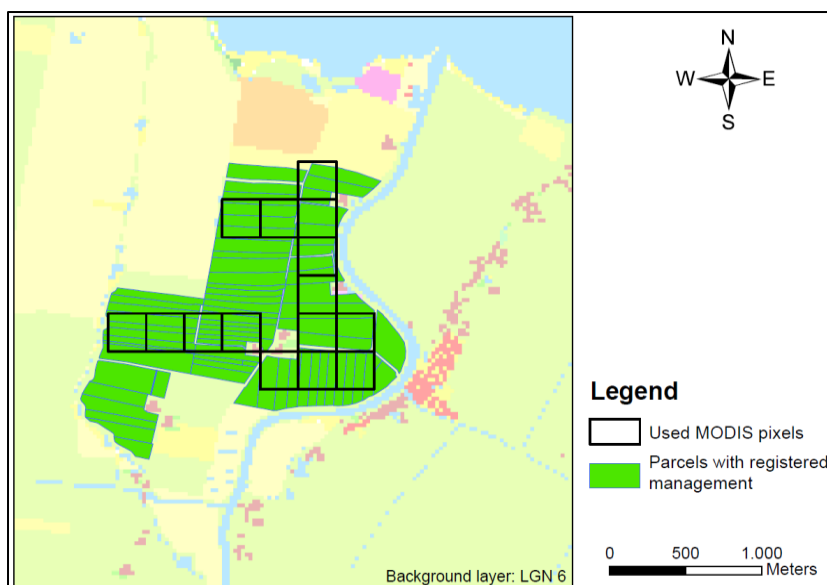 N
W E
S
Legend
Used MODIS pixels
Parcels with registered
management
0 500 1.000
Meters
Background layer: LGN 6